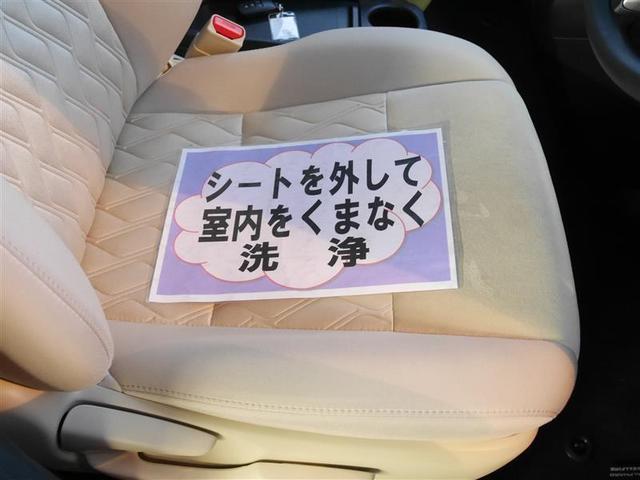 シートを外して
室内をくまなく
洗　浄